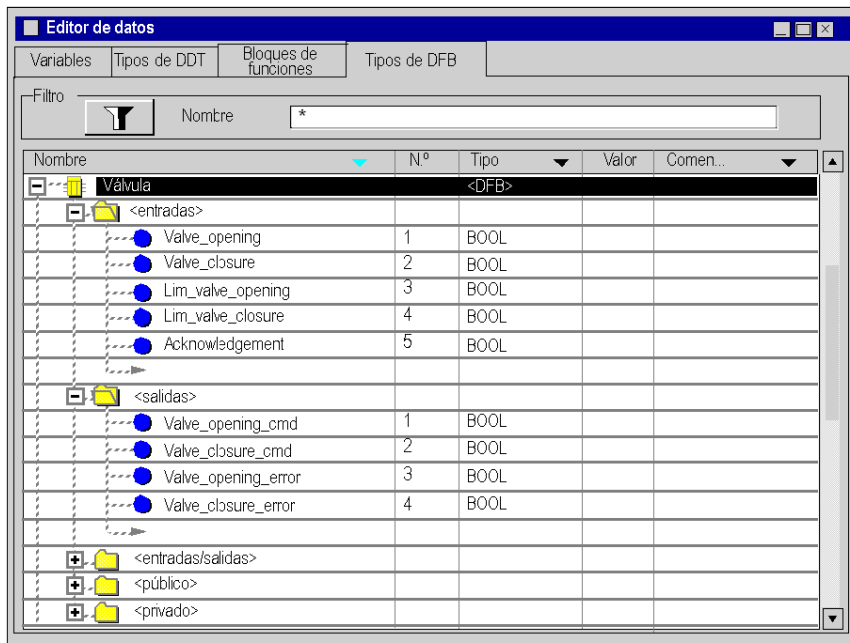 Editor de datos
Variables Tipos de DDT Bloques de funciones Tipos de DFB
Filtro
Nombre *
Nombre N.º Tipo Valor Comen...
Válvula <DFB>
<entradas>
Valve_opening 1 BOOL
Valve_closure 2 BOOL
Lim_valve_opening 3 BOOL
Lim_valve_closure 4 BOOL
Acknowledgement 5 BOOL
<salidas>
Valve_opening_cmd 1 BOOL
Valve_closure_cmd 2 BOOL
Valve_opening_error 3 BOOL
Valve_closure_error 4 BOOL
<entradas/salidas>
<público>
<privado>